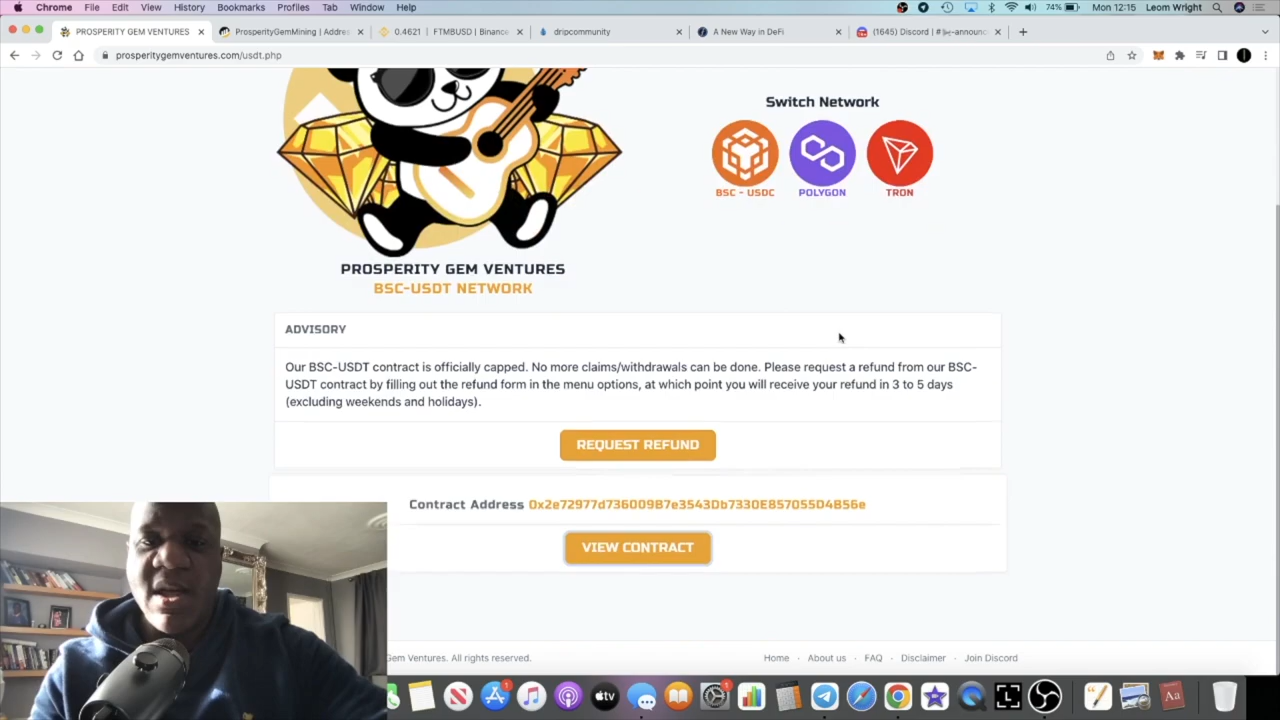 Chrome File Edit View History Bookmarks Profiles Tab Window Help 74% Mon 12:15 Leom Wright
PROSPERITY GEM VENTURES ProsperityGemMining | Addres 0.4621 | FTMBUSD | Binance dripcommunity A New Way in DeFi (1645) Discord | #
prosperitygemventures.com/usdt.php
Switch Network
BSC - USDC POLYGON TRON
PROSPERITY GEM VENTURES
BSC-USDT NETWORK
ADVISORY
Our BSC-USDT contract is officially capped. No more claims/withdrawals can be done. Please request a refund from our BSC-
USDT contract by filling out the refund form in the menu options, at which point you will receive your refund in 3 to 5 days
(excluding weekends and holidays).
REQUEST REFUND
Contract Address 0x2e72977d736009B7e3543Db7330E857055D4B56e
VIEW CONTRACT
Gem Ventures. All rights reserved. Home · About us · FAQ · Disclaimer · Join Discord
tv
Aa